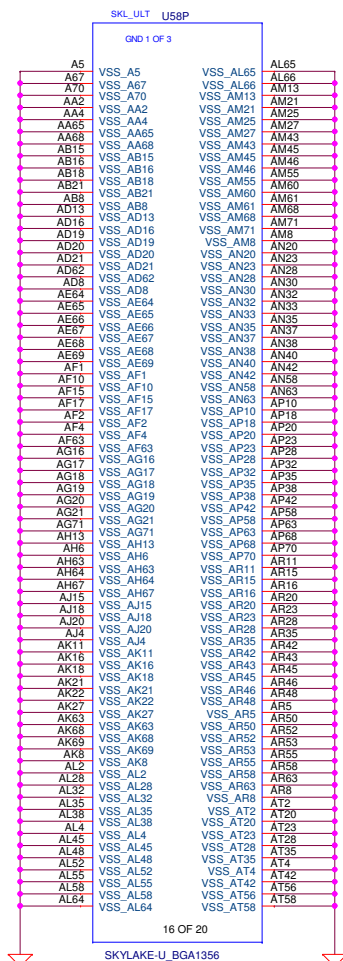 SKL_ULT U58P
GND 1 OF 3
A5 VSS_A5 VSS_AL65 AL65
A67 VSS_A67 VSS_AL66 AL66
A70 VSS_A70 VSS_AM13 AM13
AA2 VSS_AA2 VSS_AM21 AM21
AA4 VSS_AA4 VSS_AM25 AM25
AA65 VSS_AA65 VSS_AM27 AM27
AA68 VSS_AA68 VSS_AM43 AM43
AB15 VSS_AB15 VSS_AM45 AM45
AB16 VSS_AB16 VSS_AM46 AM46
AB18 VSS_AB18 VSS_AM55 AM55
AB21 VSS_AB21 VSS_AM60 AM60
AB8 VSS_AB8 VSS_AM61 AM61
AD13 VSS_AD13 VSS_AM68 AM68
AD16 VSS_AD16 VSS_AM71 AM71
AD19 VSS_AD19 VSS_AM8 AM8
AD20 VSS_AD20 VSS_AN20 AN20
AD21 VSS_AD21 VSS_AN23 AN23
AD62 VSS_AD62 VSS_AN28 AN28
AD8 VSS_AD8 VSS_AN30 AN30
AE64 VSS_AE64 VSS_AN32 AN32
AE65 VSS_AE65 VSS_AN33 AN33
AE66 VSS_AE66 VSS_AN35 AN35
AE67 VSS_AE67 VSS_AN37 AN37
AE68 VSS_AE68 VSS_AN38 AN38
AE69 VSS_AE69 VSS_AN40 AN40
AF1 VSS_AF1 VSS_AN42 AN42
AF10 VSS_AF10 VSS_AN58 AN58
AF15 VSS_AF15 VSS_AN63 AN63
AF17 VSS_AF17 VSS_AP10 AP10
AF2 VSS_AF2 VSS_AP18 AP18
AF4 VSS_AF4 VSS_AP20 AP20
AF63 VSS_AF63 VSS_AP23 AP23
AG16 VSS_AG16 VSS_AP28 AP28
AG17 VSS_AG17 VSS_AP32 AP32
AG18 VSS_AG18 VSS_AP35 AP35
AG19 VSS_AG19 VSS_AP38 AP38
AG20 VSS_AG20 VSS_AP42 AP42
AG21 VSS_AG21 VSS_AP58 AP58
AG71 VSS_AG71 VSS_AP63 AP63
AH13 VSS_AH13 VSS_AP68 AP68
AH6 VSS_AH6 VSS_AP70 AP70
AH63 VSS_AH63 VSS_AR11 AR11
AH64 VSS_AH64 VSS_AR15 AR15
AH67 VSS_AH67 VSS_AR16 AR16
AJ15 VSS_AJ15 VSS_AR20 AR20
AJ18 VSS_AJ18 VSS_AR23 AR23
AJ20 VSS_AJ20 VSS_AR28 AR28
AJ4 VSS_AJ4 VSS_AR35 AR35
AK11 VSS_AK11 VSS_AR42 AR42
AK16 VSS_AK16 VSS_AR43 AR43
AK18 VSS_AK18 VSS_AR45 AR45
AK21 VSS_AK21 VSS_AR46 AR46
AK22 VSS_AK22 VSS_AR48 AR48
AK27 VSS_AK27 VSS_AR5 AR5
AK63 VSS_AK63 VSS_AR50 AR50
AK68 VSS_AK68 VSS_AR52 AR52
AK69 VSS_AK69 VSS_AR53 AR53
AK8 VSS_AK8 VSS_AR55 AR55
AL2 VSS_AL2 VSS_AR58 AR58
AL28 VSS_AL28 VSS_AR63 AR63
AL32 VSS_AL32 VSS_AR8 AR8
AL35 VSS_AL35 VSS_AT2 AT2
AL38 VSS_AL38 VSS_AT20 AT20
AL4 VSS_AL4 VSS_AT23 AT23
AL45 VSS_AL45 VSS_AT28 AT28
AL48 VSS_AL48 VSS_AT35 AT35
AL52 VSS_AL52 VSS_AT4 AT4
AL55 VSS_AL55 VSS_AT42 AT42
AL58 VSS_AL58 VSS_AT56 AT56
AL64 VSS_AL64 VSS_AT58 AT58
16 OF 20
SKYLAKE-U_BGA1356